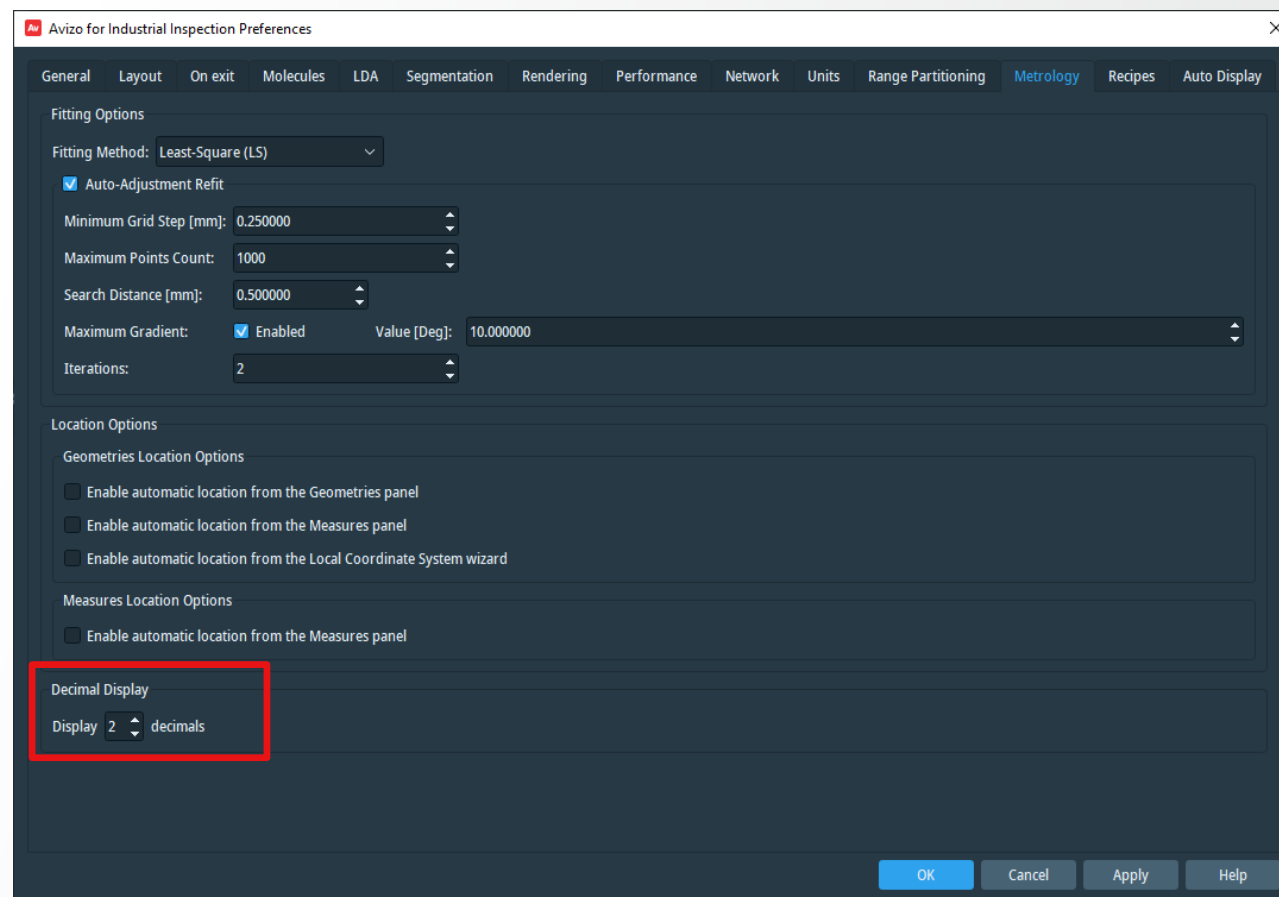 Av Avizo for Industrial Inspection Preferences
General Layout On exit Molecules LDA Segmentation Rendering Performance Network Units Range Partitioning Metrology Recipes Auto Display
Fitting Options
Fitting Method: Least-Square (LS)
Auto-Adjustment Refit
Minimum Grid Step [mm]: 0.250000
Maximum Points Count: 1000
Search Distance [mm]: 0.500000
Maximum Gradient: Enabled Value [Deg]: 10.000000
Iterations: 2
Location Options
Geometries Location Options
Enable automatic location from the Geometries panel
Enable automatic location from the Measures panel
Enable automatic location from the Local Coordinate System wizard
Measures Location Options
Enable automatic location from the Measures panel
Decimal Display
Display 2 decimals
OK Cancel Apply Help